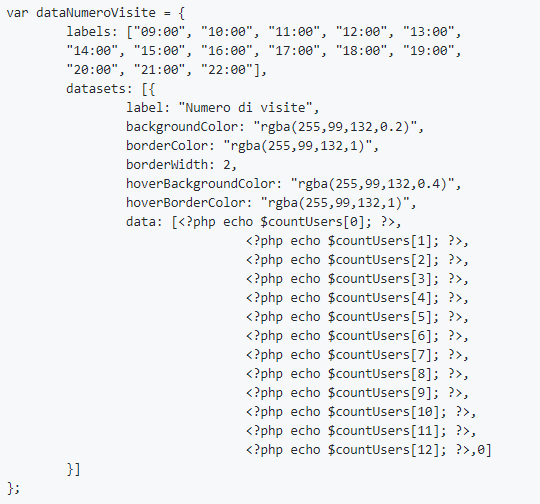 var dataNumeroVisite = {
        labels: ["09:00", "10:00", "11:00", "12:00", "13:00",
        "14:00", "15:00", "16:00", "17:00", "18:00", "19:00",
        "20:00", "21:00", "22:00"],
        datasets: [{
                label: "Numero di visite",
                backgroundColor: "rgba(255,99,132,0.2)",
                borderColor: "rgba(255,99,132,1)",
                borderWidth: 2,
                hoverBackgroundColor: "rgba(255,99,132,0.4)",
                hoverBorderColor: "rgba(255,99,132,1)",
                data: [<?php echo $countUsers[0]; ?>,
                                <?php echo $countUsers[1]; ?>,
                                <?php echo $countUsers[2]; ?>,
                                <?php echo $countUsers[3]; ?>,
                                <?php echo $countUsers[4]; ?>,
                                <?php echo $countUsers[5]; ?>,
                                <?php echo $countUsers[6]; ?>,
                                <?php echo $countUsers[7]; ?>,
                                <?php echo $countUsers[8]; ?>,
                                <?php echo $countUsers[9]; ?>,
                                <?php echo $countUsers[10]; ?>,
                                <?php echo $countUsers[11]; ?>,
                                <?php echo $countUsers[12]; ?>,0]
        }]
};